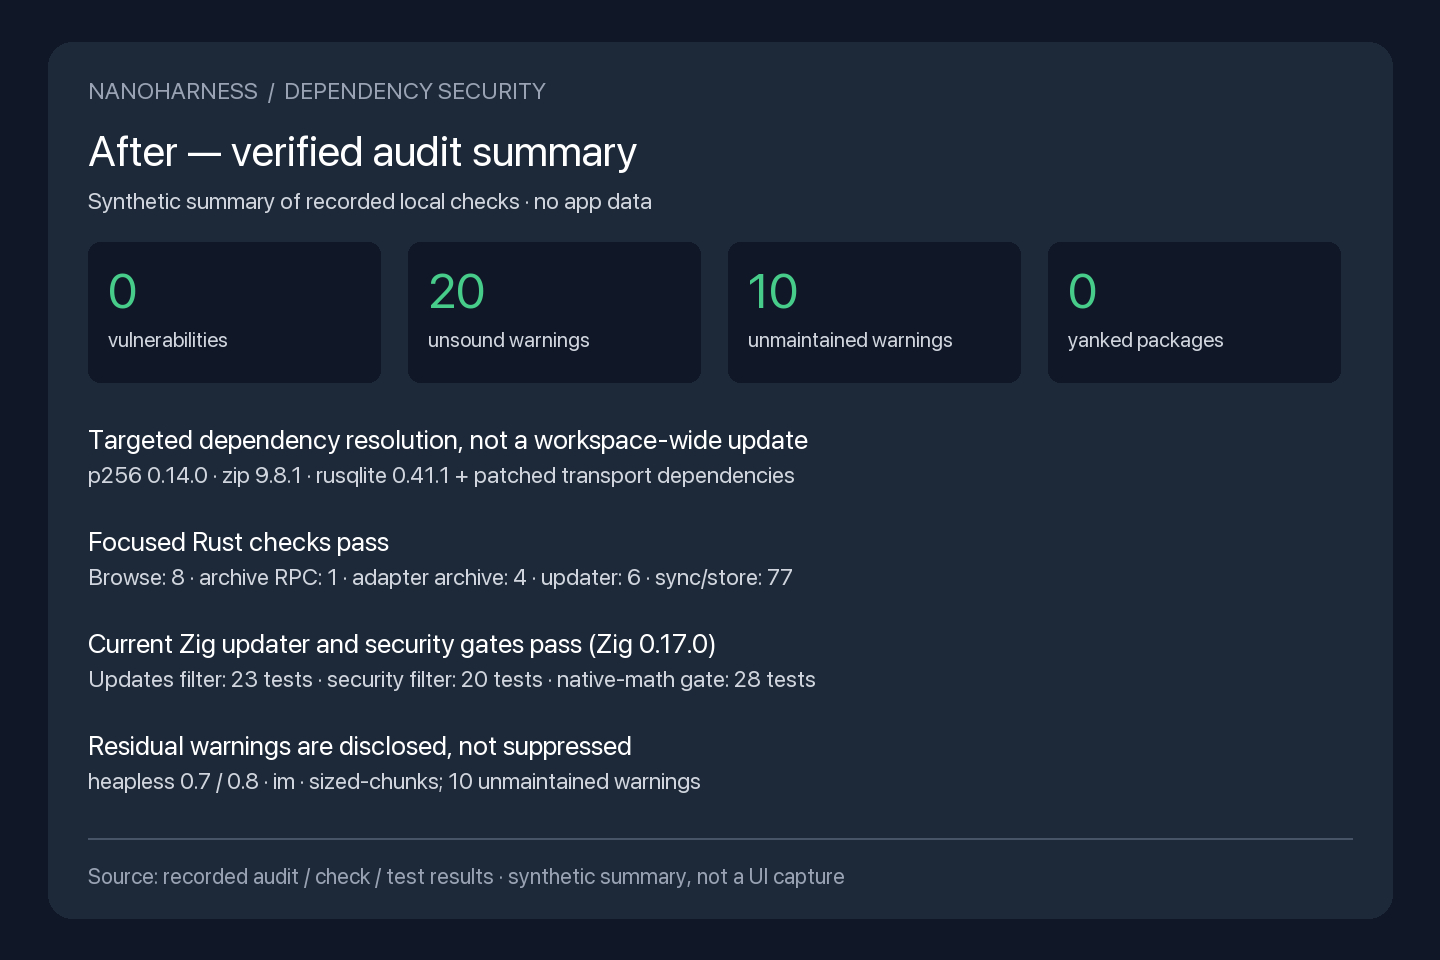 NANOHARNESS / DEPENDENCY SECURITY
After — verified audit summary
Synthetic summary of recorded local checks · no app data
0
vulnerabilities
20
unsound warnings
10
unmaintained warnings
0
yanked packages
Targeted dependency resolution, not a workspace-wide update
p256 0.14.0 · zip 9.8.1 · rusqlite 0.41.1 + patched transport dependencies
Focused Rust checks pass
Browse: 8 · archive RPC: 1 · adapter archive: 4 · updater: 6 · sync/store: 77
Current Zig updater and security gates pass (Zig 0.17.0)
Updates filter: 23 tests · security filter: 20 tests · native-math gate: 28 tests
Residual warnings are disclosed, not suppressed
heapless 0.7 / 0.8 · im · sized-chunks; 10 unmaintained warnings
Source: recorded audit / check / test results · synthetic summary, not a UI capture